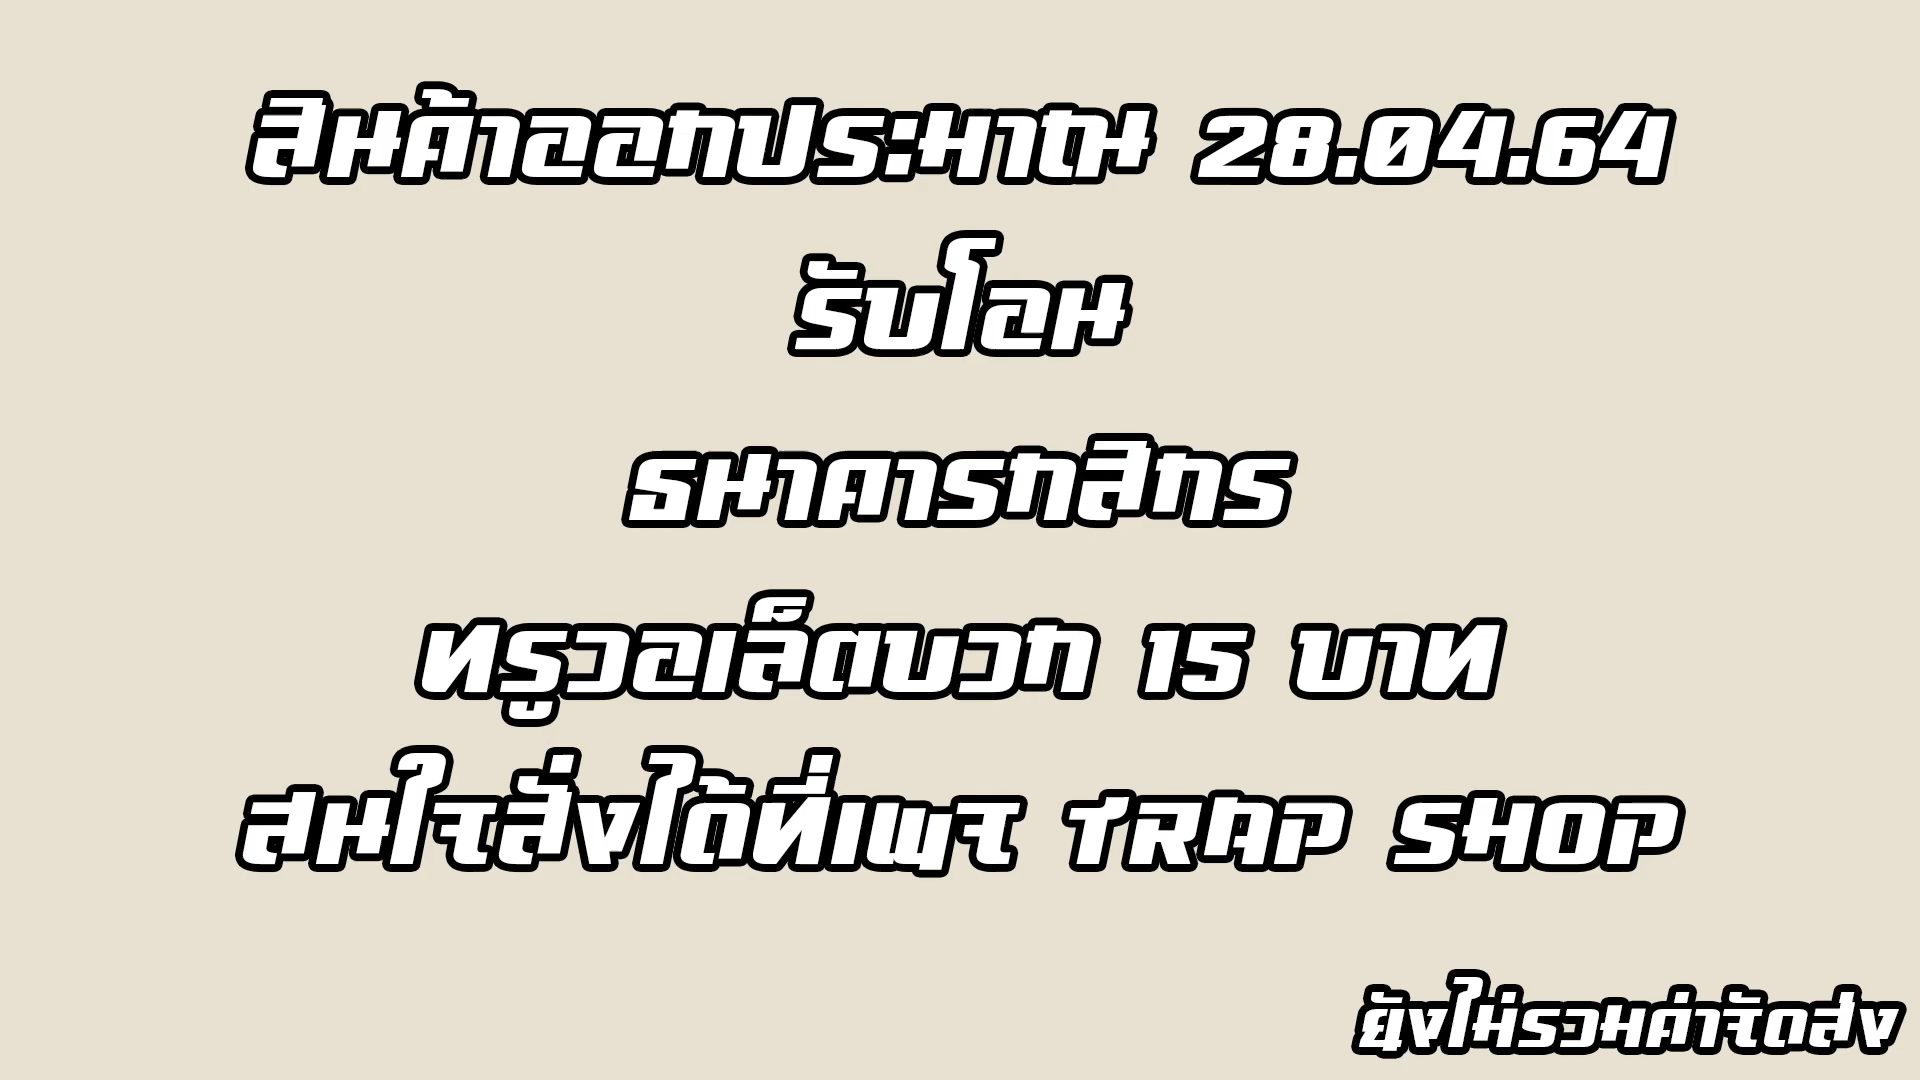 สินค้าออกประมาณ 28.04.64
รับโอน
ธนาคารกสิกร
ทรูวอเล็ตบวก 15 บาท
สนใจสั่งได้ที่เพจ TRAP SHOP
ยังไม่รวมค่าจัดส่ง